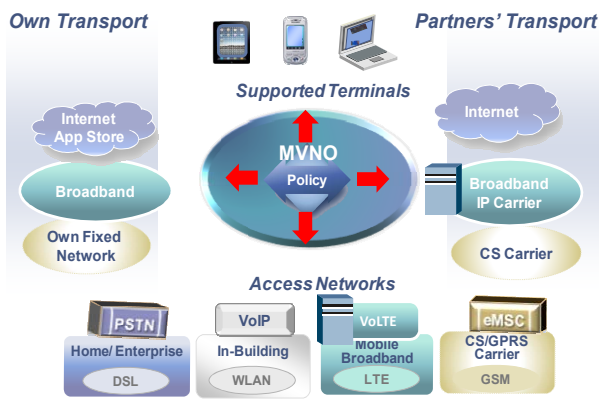 Own Transport
Partners' Transport
Supported Terminals
Internet
App Store
Internet
MVNO
Policy
Broadband
Broadband
IP Carrier
Own Fixed
Network
CS Carrier
Access Networks
PSTN
VoIP
VoLTE
eMSC
Home/ Enterprise
In-Building
Mobile
Broadband
CS/GPRS
Carrier
DSL
WLAN
LTE
GSM